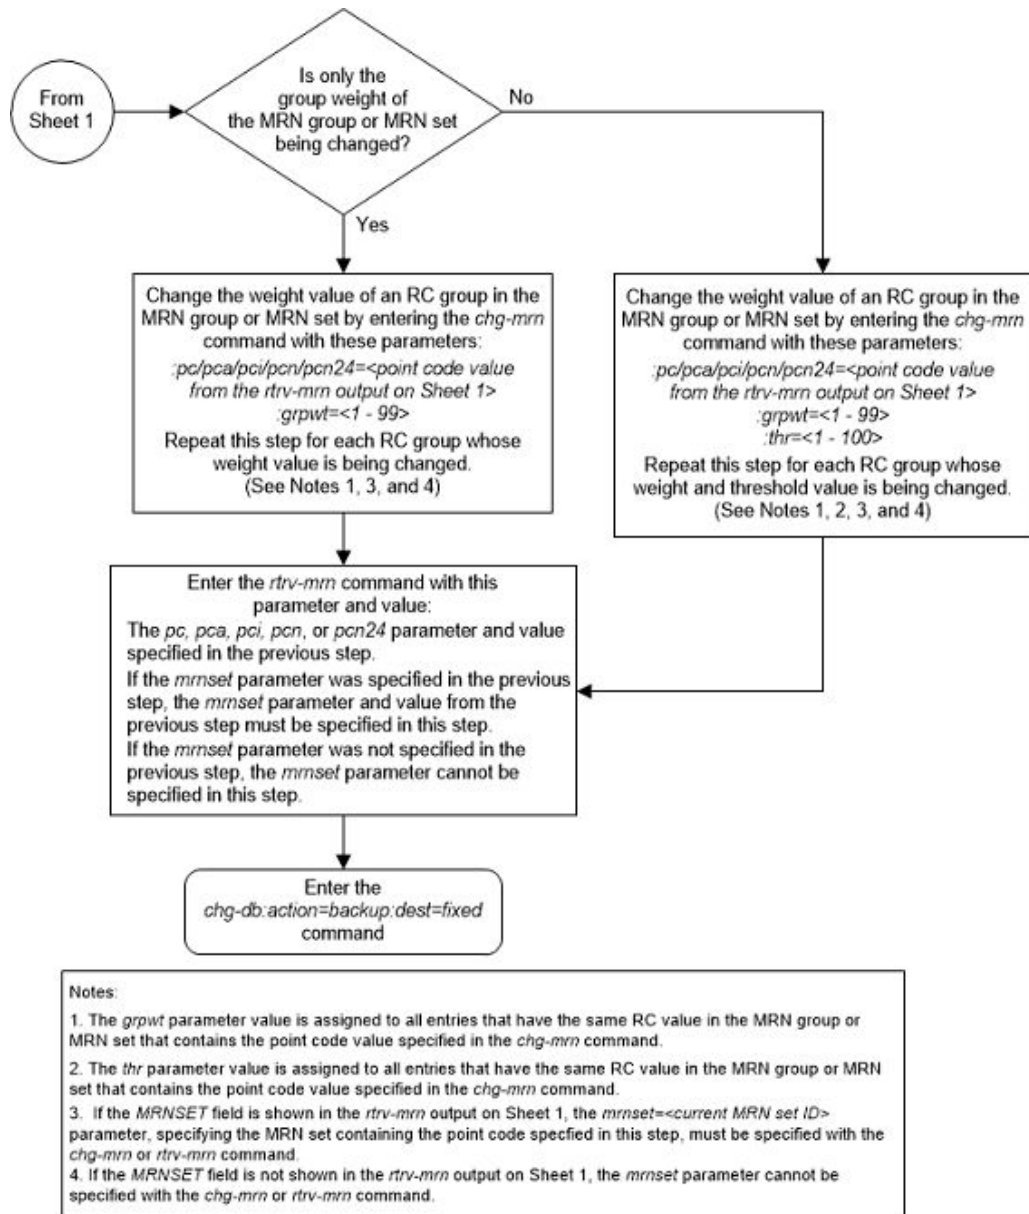 From
Sheet 1
Is only the
group weight of
the MRN group or MRN set
being changed?
No
Yes
Change the weight value of an RC group in the
MRN group or MRN set by entering the chg-mrn
command with these parameters:
:pc/pca/pci/pcn/pcn24=<point code value
from the rtrv-mrn output on Sheet 1>
:grpwt=<1 - 99>
Repeat this step for each RC group whose
weight value is being changed.
(See Notes 1, 3, and 4)
Change the weight value of an RC group in the
MRN group or MRN set by entering the chg-mrn
command with these parameters:
:pc/pca/pci/pcn/pcn24=<point code value
from the rtrv-mrn output on Sheet 1>
:grpwt=<1 - 99>
:thr=<1 - 100>
Repeat this step for each RC group whose
weight and threshold value is being changed.
(See Notes 1, 2, 3, and 4)
Enter the rtrv-mrn command with this
parameter and value:
The pc, pca, pci, pcn, or pcn24 parameter and value
specified in the previous step.
If the mrnset parameter was specified in the previous
step, the mrnset parameter and value from the
previous step must be specified in this step.
If the mrnset parameter was not specified in the
previous step, the mrnset parameter cannot be
specified in this step.
Enter the
chg-db:action=backup:dest=fixed
command
Notes:
1. The grpwt parameter value is assigned to all entries that have the same RC value in the MRN group or
MRN set that contains the point code value specified in the chg-mrn command.
2. The thr parameter value is assigned to all entries that have the same RC value in the MRN group or MRN
set that contains the point code value specified in the chg-mrn command.
3. If the MRNSET field is shown in the rtrv-mrn output on Sheet 1, the mrnset=<current MRN set ID>
parameter, specifying the MRN set containing the point code specfied in this step, must be specified with the
chg-mrn or rtrv-mrn command.
4. If the MRNSET field is not shown in the rtrv-mrn output on Sheet 1, the mrnset parameter cannot be
specified with the chg-mrn or rtrv-mrn command.